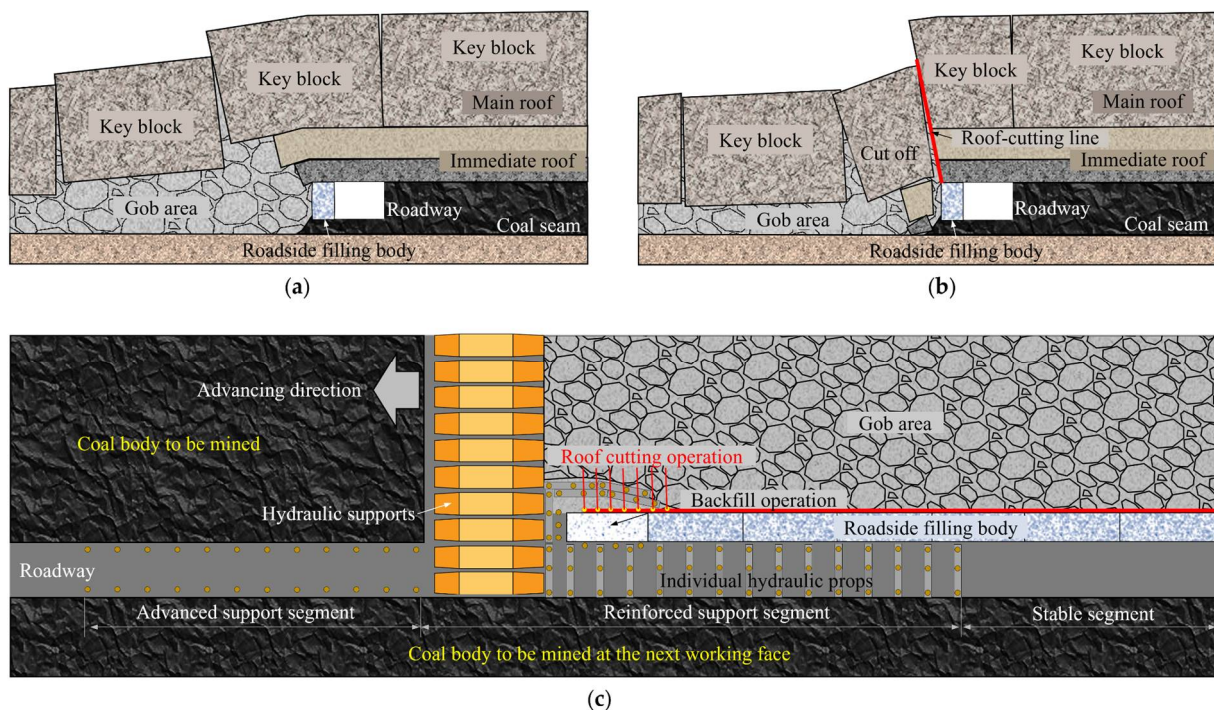 Key block
Key block
Key block
Main roof
Immediate roof
Gob area
Roadway
Coal seam
Roadside filling body
(a)
Key block
Key block
Key block
Main roof
Roof-cutting line
Cut off
Immediate roof
Gob area
Roadway
Coal seam
Roadside filling body
(b)
Advancing direction
Coal body to be mined
Gob area
Roof cutting operation
Backfill operation
Hydraulic supports
Roadside filling body
Roadway
Individual hydraulic props
Advanced support segment
Reinforced support segment
Stable segment
Coal body to be mined at the next working face
(c)